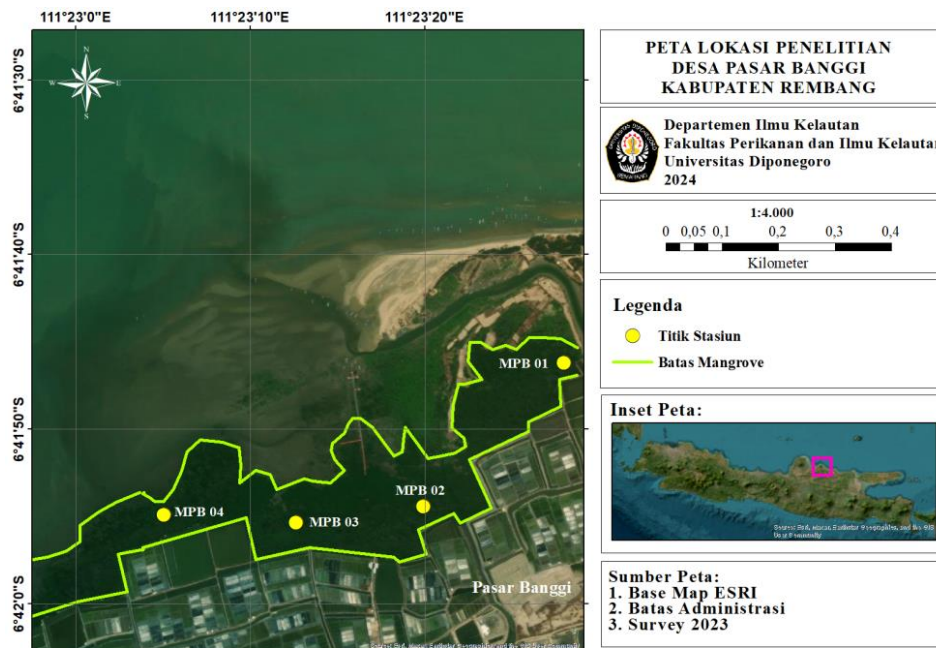 111°23'0"E 111°23'10"E 111°23'20"E
6°41'30"S
6°41'40"S
6°41'50"S
6°42'0"S
N
W
S
MPB 01
MPB 02
MPB 03
MPB 04
Pasar Banggi
PETA LOKASI PENELITIAN
DESA PASAR BANGGI
KABUPATEN REMBANG
Departemen Ilmu Kelautan
Fakultas Perikanan dan Ilmu Kelautan
Universitas Diponegoro
2024
1:4.000
0 0,05 0,1 0,2 0,3 0,4
Kilometer
Legenda
Titik Stasiun
Batas Mangrove
Inset Peta:
Sumber Peta:
1. Base Map ESRI
2. Batas Administrasi
3. Survey 2023